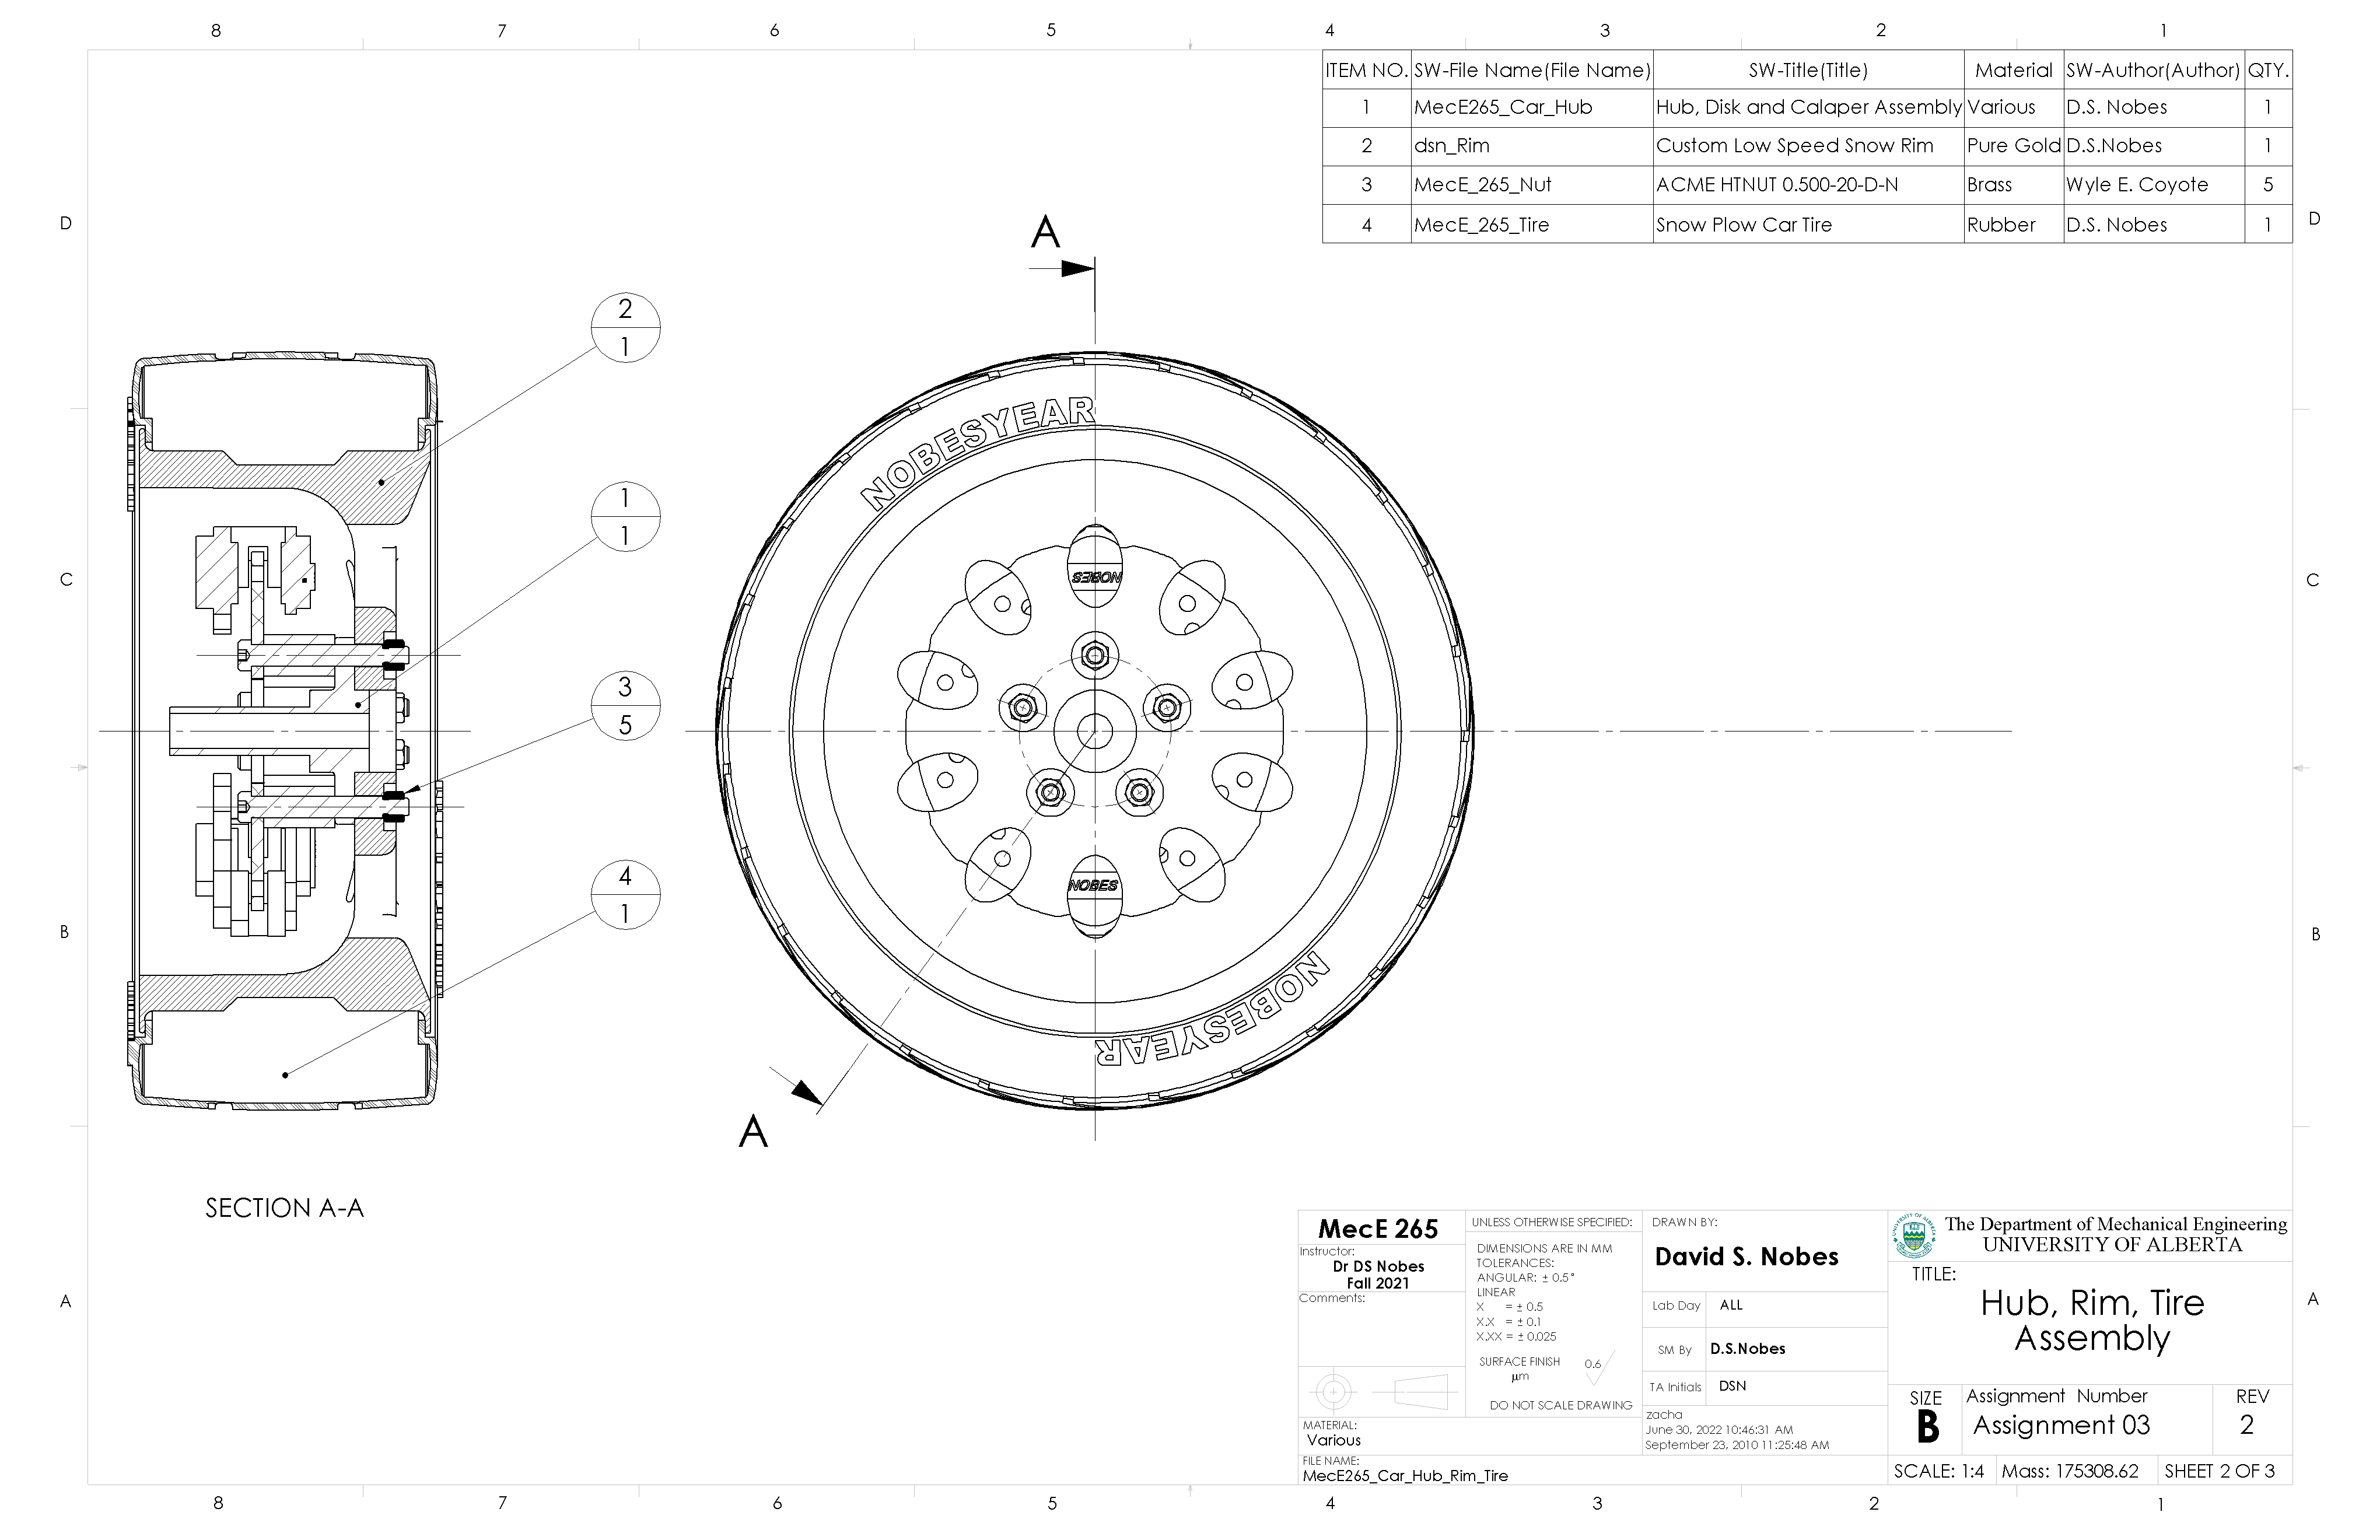 8 7 6 5 4 3 2 1
ITEM NO. SW-File Name(File Name) SW-Title(Title) Material SW-Author(Author) QTY.
1 MecE265_Car_Hub Hub, Disk and Calaper Assembly Various D.S. Nobes 1
2 dsn_Rim Custom Low Speed Snow Rim Pure Gold D.S.Nobes 1
3 MecE_265_Nut ACME HTNUT 0.500-20-D-N Brass Wyle E. Coyote 5
4 MecE_265_Tire Snow Plow Car Tire Rubber D.S. Nobes 1
D D
A
2
1
NOBESYEAR
1
1
C C
NOBES
3
5
4
1
NOBES
B B
NOBESYEAR
A
SECTION A-A
A A
MecE 265
Instructor:
Dr DS Nobes
Fall 2021
Comments:
MATERIAL:
Various
FILE NAME:
MecE265_Car_Hub_Rim_Tire
UNLESS OTHERWISE SPECIFIED:
DIMENSIONS ARE IN MM
TOLERANCES:
ANGULAR: ± 0.5°
LINEAR
X = ± 0.5
X.X = ± 0.1
X.XX = ± 0.025
SURFACE FINISH 0.6
µm
DO NOT SCALE DRAWING
DRAWN BY:
David S. Nobes
Lab Day ALL
SM By D.S.Nobes
TA Initials DSN
zacha
June 30, 2022 10:46:31 AM
September 23, 2010 11:25:48 AM
The Department of Mechanical Engineering
UNIVERSITY OF ALBERTA
TITLE:
Hub, Rim, Tire
Assembly
SIZE
B
Assignment Number
Assignment 03
REV
2
SCALE: 1:4 Mass: 175308.62 SHEET 2 OF 3
8 7 6 5 4 3 2 1